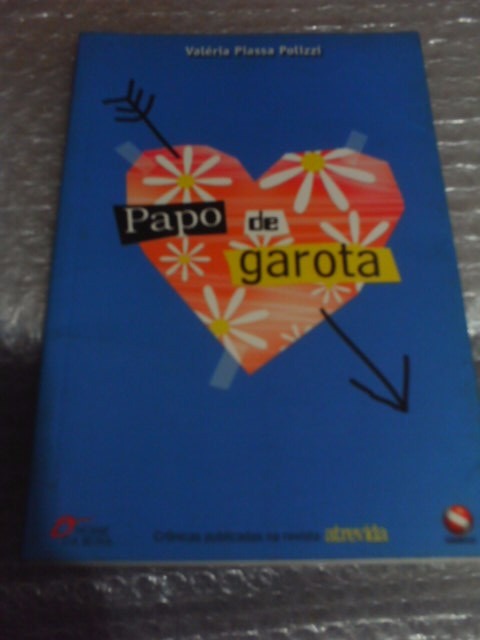 Valéria Piassa Polizzi
Papo
de
garota
Crônicas publicadas na revista atrevida